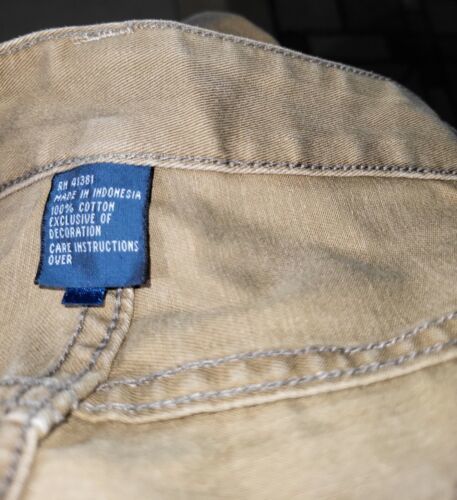 RN 41381
MADE IN INDONESIA
100% COTTON
EXCLUSIVE OF
DECORATION
CARE INSTRUCTIONS
OVER